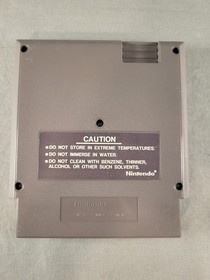 CAUTION
●DO NOT STORE IN EXTREME TEMPERATURES.
●DO NOT IMMERSE IN WATER.
●DO NOT CLEAN WITH BENZENE, THINNER,
ALCOHOL OR OTHER SUCH SOLVENTS.
Nintendo®